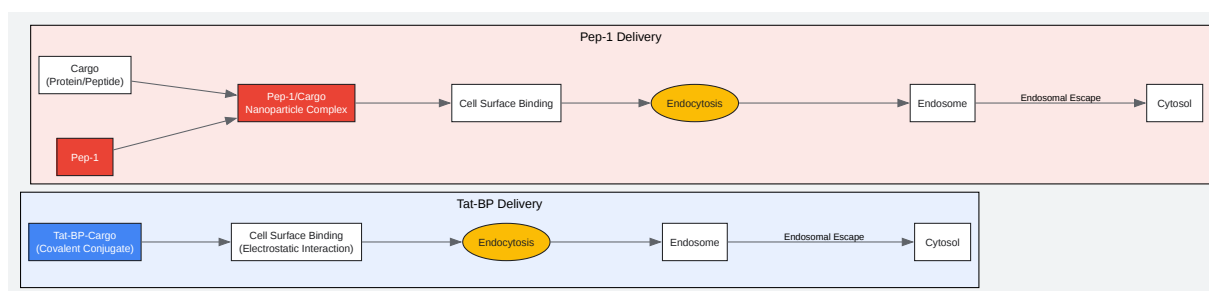 Pep-1 Delivery
Cargo
(Protein/Peptide)
Pep-1
Pep-1/Cargo
Nanoparticle Complex
Cell Surface Binding
Endocytosis
Endosome
Endosomal Escape
Cytosol
Tat-BP Delivery
Tat-BP-Cargo
(Covalent Conjugate)
Cell Surface Binding
(Electrostatic Interaction)
Endocytosis
Endosome
Endosomal Escape
Cytosol